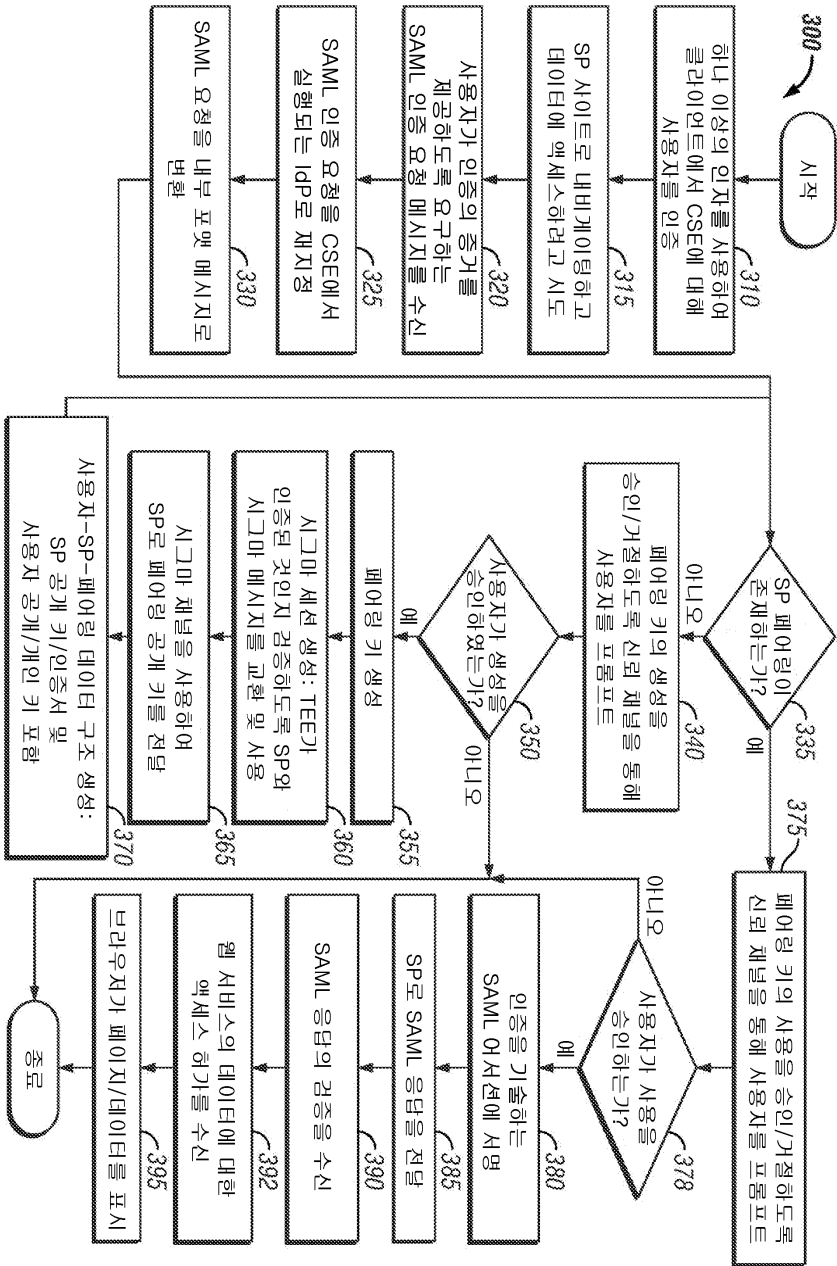 300
시작
하나 이상의 인자를 사용하여
클라이언트에서 CSE에 대해
사용자를 인증
310
SP 사이트로 내비게이팅하고
데이터에 액세스하려고 시도
315
사용자가 인증의 증거를
제공하도록 요구하는
SAML 인증 요청 메시지를 수신
320
SAML 인증 요청을 CSE에서
실행되는 IdP로 재지정
325
SAML 요청을 내부 포맷 메시지로
변환
330
SP 페어링이
존재하는가?
335
아니오
예
페어링 키의 생성을
승인/거절하도록 신뢰 채널을 통해
사용자를 프롬프트
340
사용자가 생성을
승인하였는가?
350
예
아니오
페어링 키 생성
355
시그마 세션 생성: TEE가
인증된 것인지 검증하도록 SP와
시그마 메시지를 교환 및 사용
360
시그마 채널을 사용하여
SP로 페어링 공개 키를 전달
365
사용자-SP-페어링 데이터 구조 생성:
SP 공개 키/인증서 및
사용자 공개/개인 키 포함
370
375
페어링 키의 사용을 승인/거절하도록
신뢰 채널을 통해 사용자를 프롬프트
사용자가 사용을
승인하는가?
378
아니오
예
인증을 기술하는
SAML 어서션에 서명
380
SP로 SAML 응답을 전달
385
SAML 응답의 검증을 수신
390
웹 서비스의 데이터에 대한
액세스 허가를 수신
392
브라우저가 페이지/데이터를 표시
395
종료